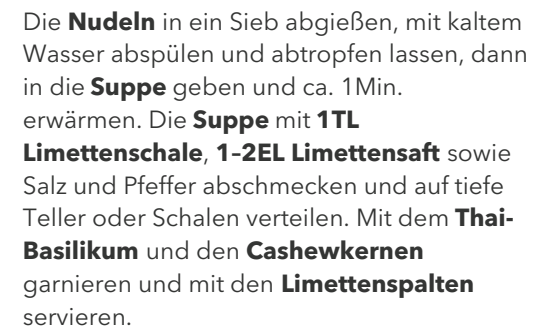 Die Nudeln in ein Sieb abgießen, mit kaltem
Wasser abspülen und abtropfen lassen, dann
in die Suppe geben und ca. 1Min.
erwärmen. Die Suppe mit 1TL
Limettenschale, 1–2EL Limettensaft sowie
Salz und Pfeffer abschmecken und auf tiefe
Teller oder Schalen verteilen. Mit dem Thai-
Basilikum und den Cashewkernen
garnieren und mit den Limettenspalten
servieren.